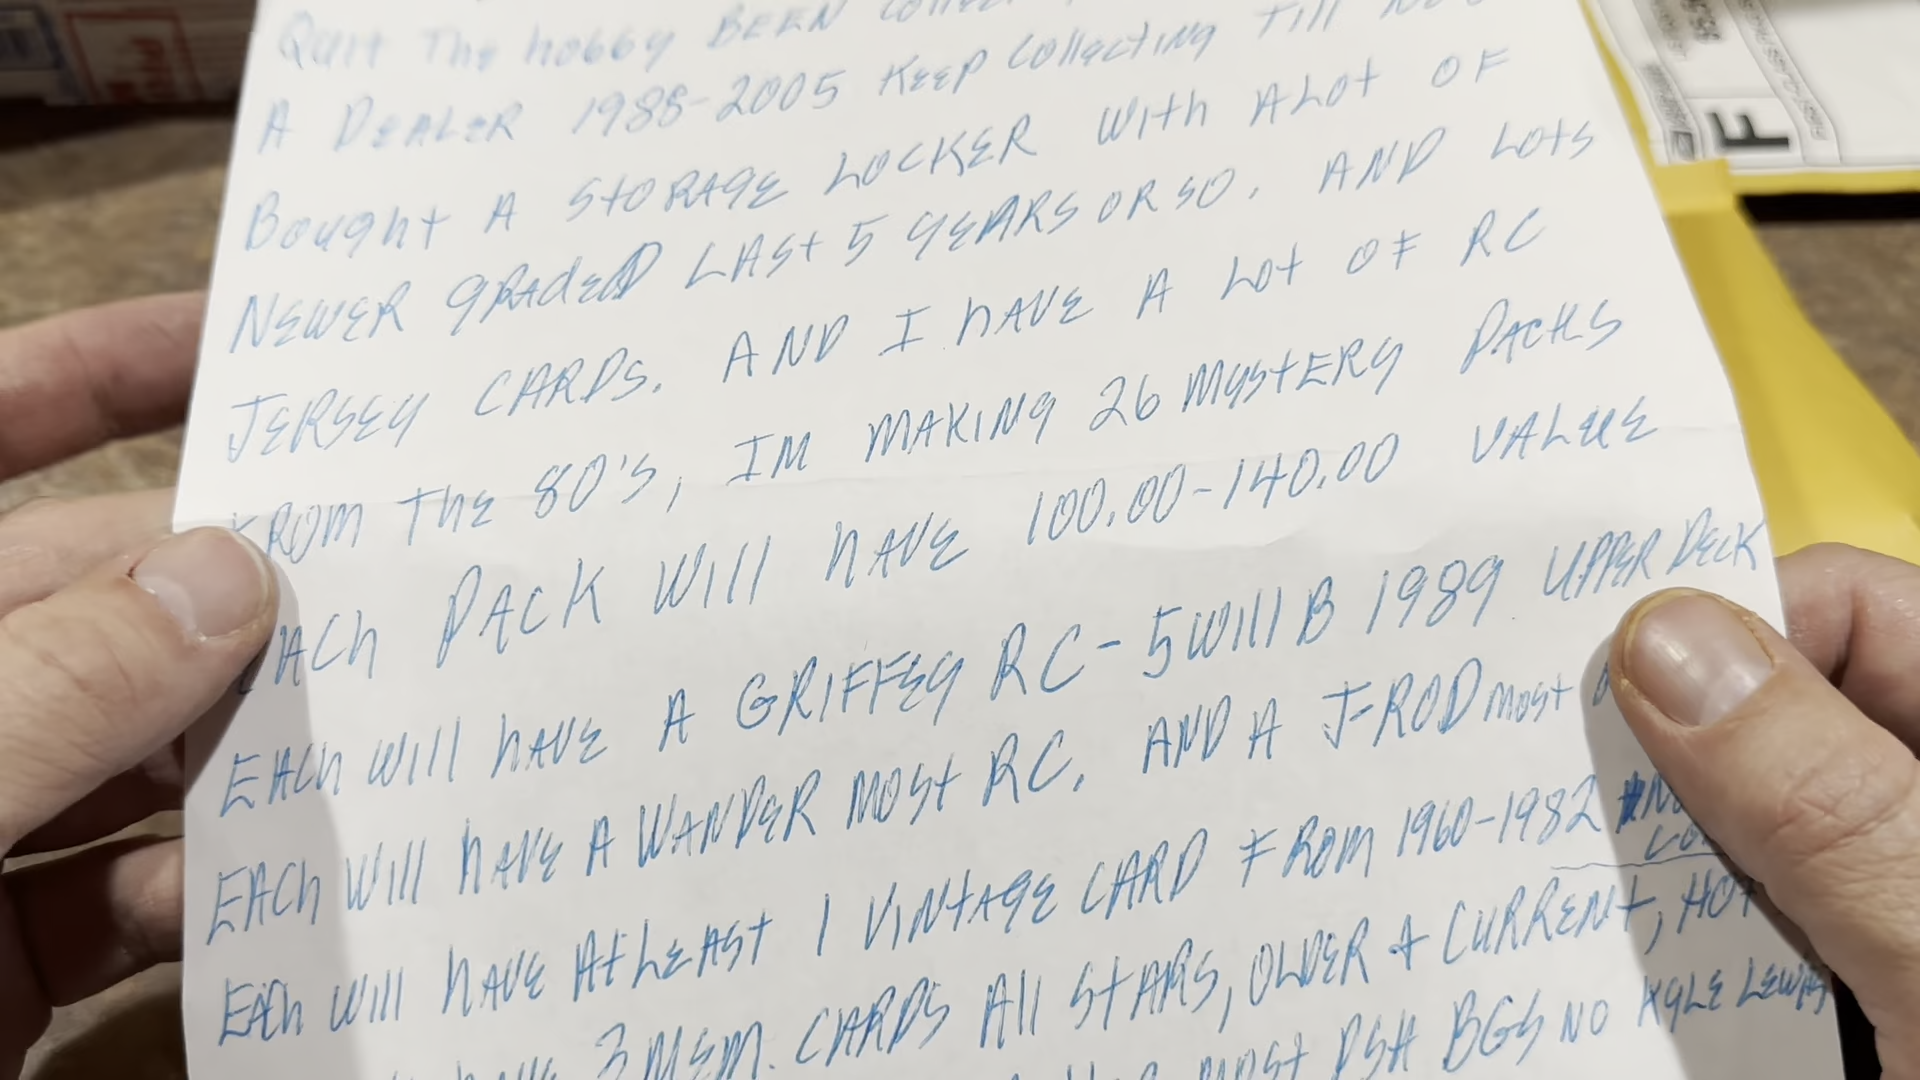 Quit The hobby BEEN
A DEALER 1988-2005 KEEP Collecting Till
Bought A STORAGE LOCKER With ALot OF
NEWER gRAdeD LASt 5 YEARS OR SO. AND Lots
JERSEY CARDS. AND I hAVE A Lot OF RC
FROM The 80'S, IM MAKING 26 MYStERY PACKS
EACh PACK Will hAVE 100.00-140.00 VALUE
EACh Will hAVE A GRIFFEY RC - 5 Will B 1989 UPPER DECK
EACh Will hAVE A WANDER MOSt RC. AND A J-ROD MOSt
EACh Will hAVE At LEASt 1 VINtAGE CARD FROM 1960-1982
hAVE 3 MEM. CARDS All StARS, OLDER & CURRENt, HOT
MOSt PSA BGS NO KYLE LEWIS
F